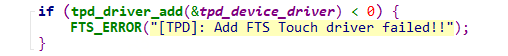 if (tpd_driver_add(&tpd_device_driver) < 0) {
    FTS_ERROR("[TPD]: Add FTS Touch driver failed!!");
}